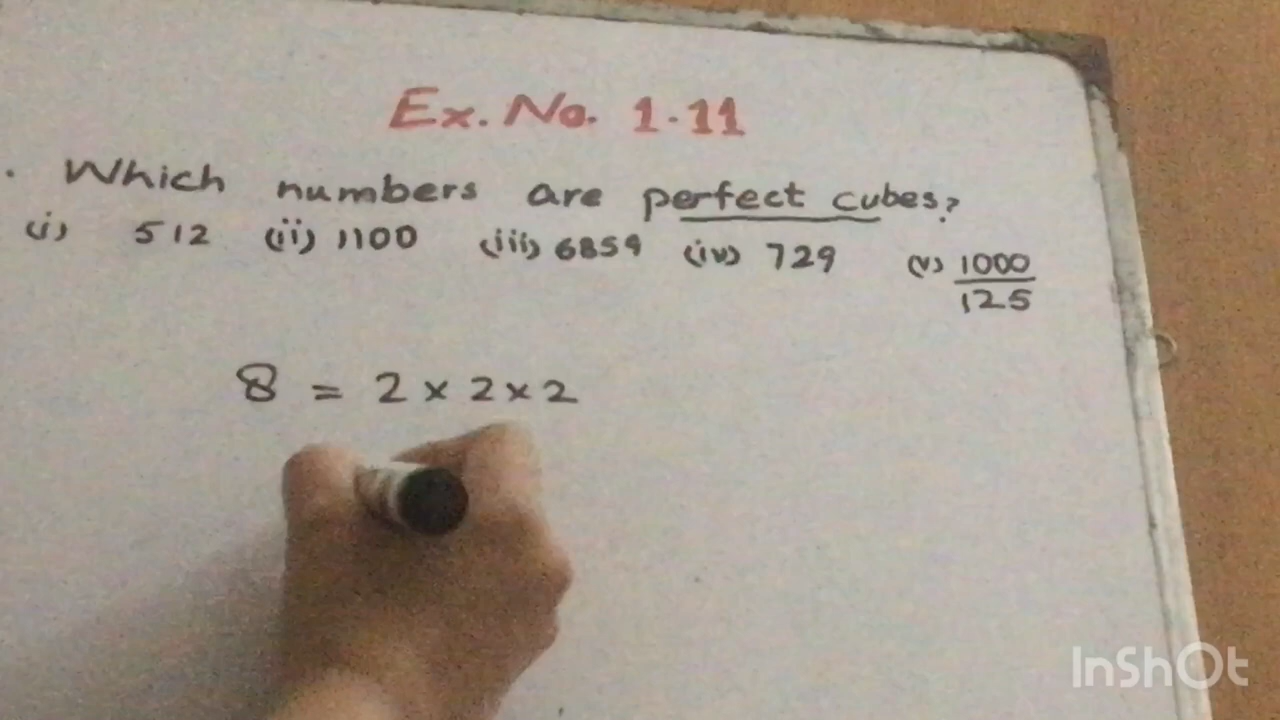 Ex. No. 1.11
. Which numbers are perfect cubes?
(i) 512 (ii) 1100 (iii) 6859 (iv) 729 (v) 1000
125
8 = 2 × 2 × 2
InShOt